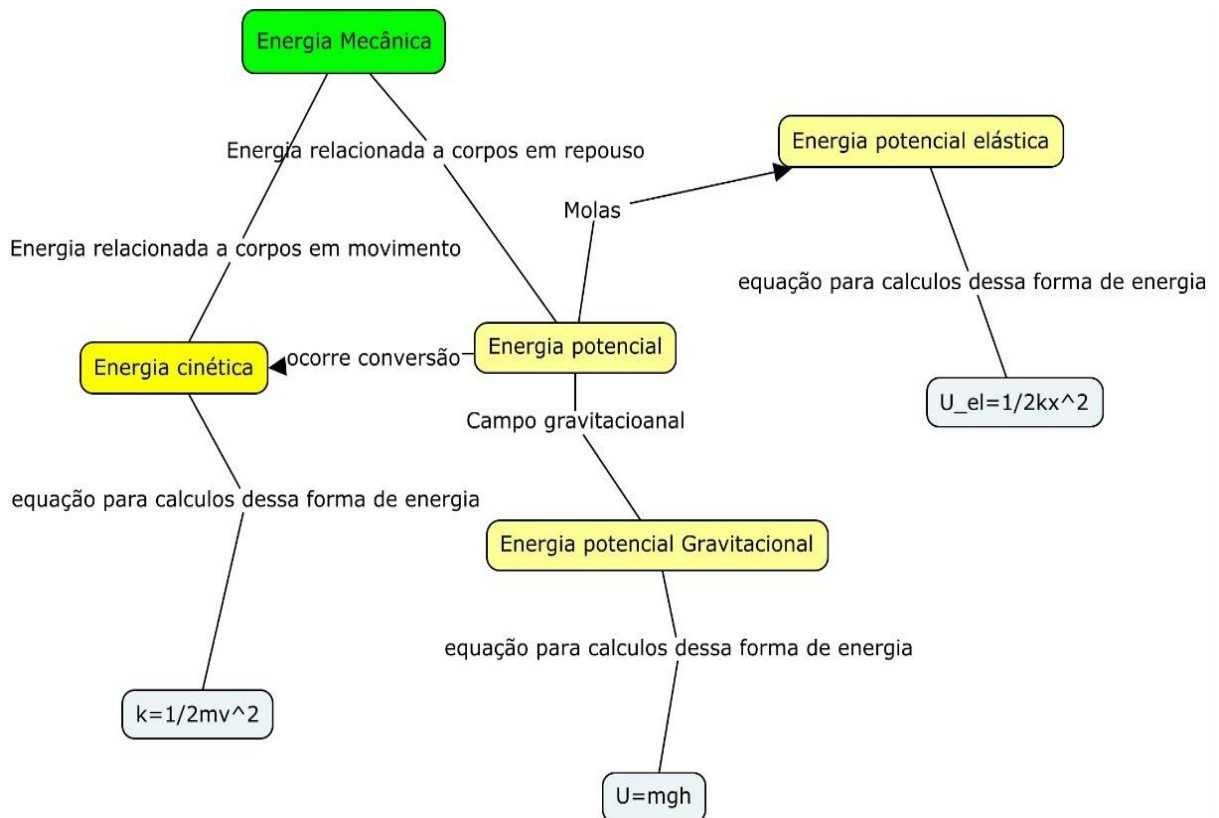 Energia Mecânica
Energia relacionada a corpos em repouso
Energia potencial elástica
Molas
Energia relacionada a corpos em movimento
equação para calculos dessa forma de energia
Energia cinética
ocorre conversão
Energia potencial
U_el=1/2kx^2
Campo gravitacioanal
equação para calculos dessa forma de energia
Energia potencial Gravitacional
equação para calculos dessa forma de energia
k=1/2mv^2
U=mgh